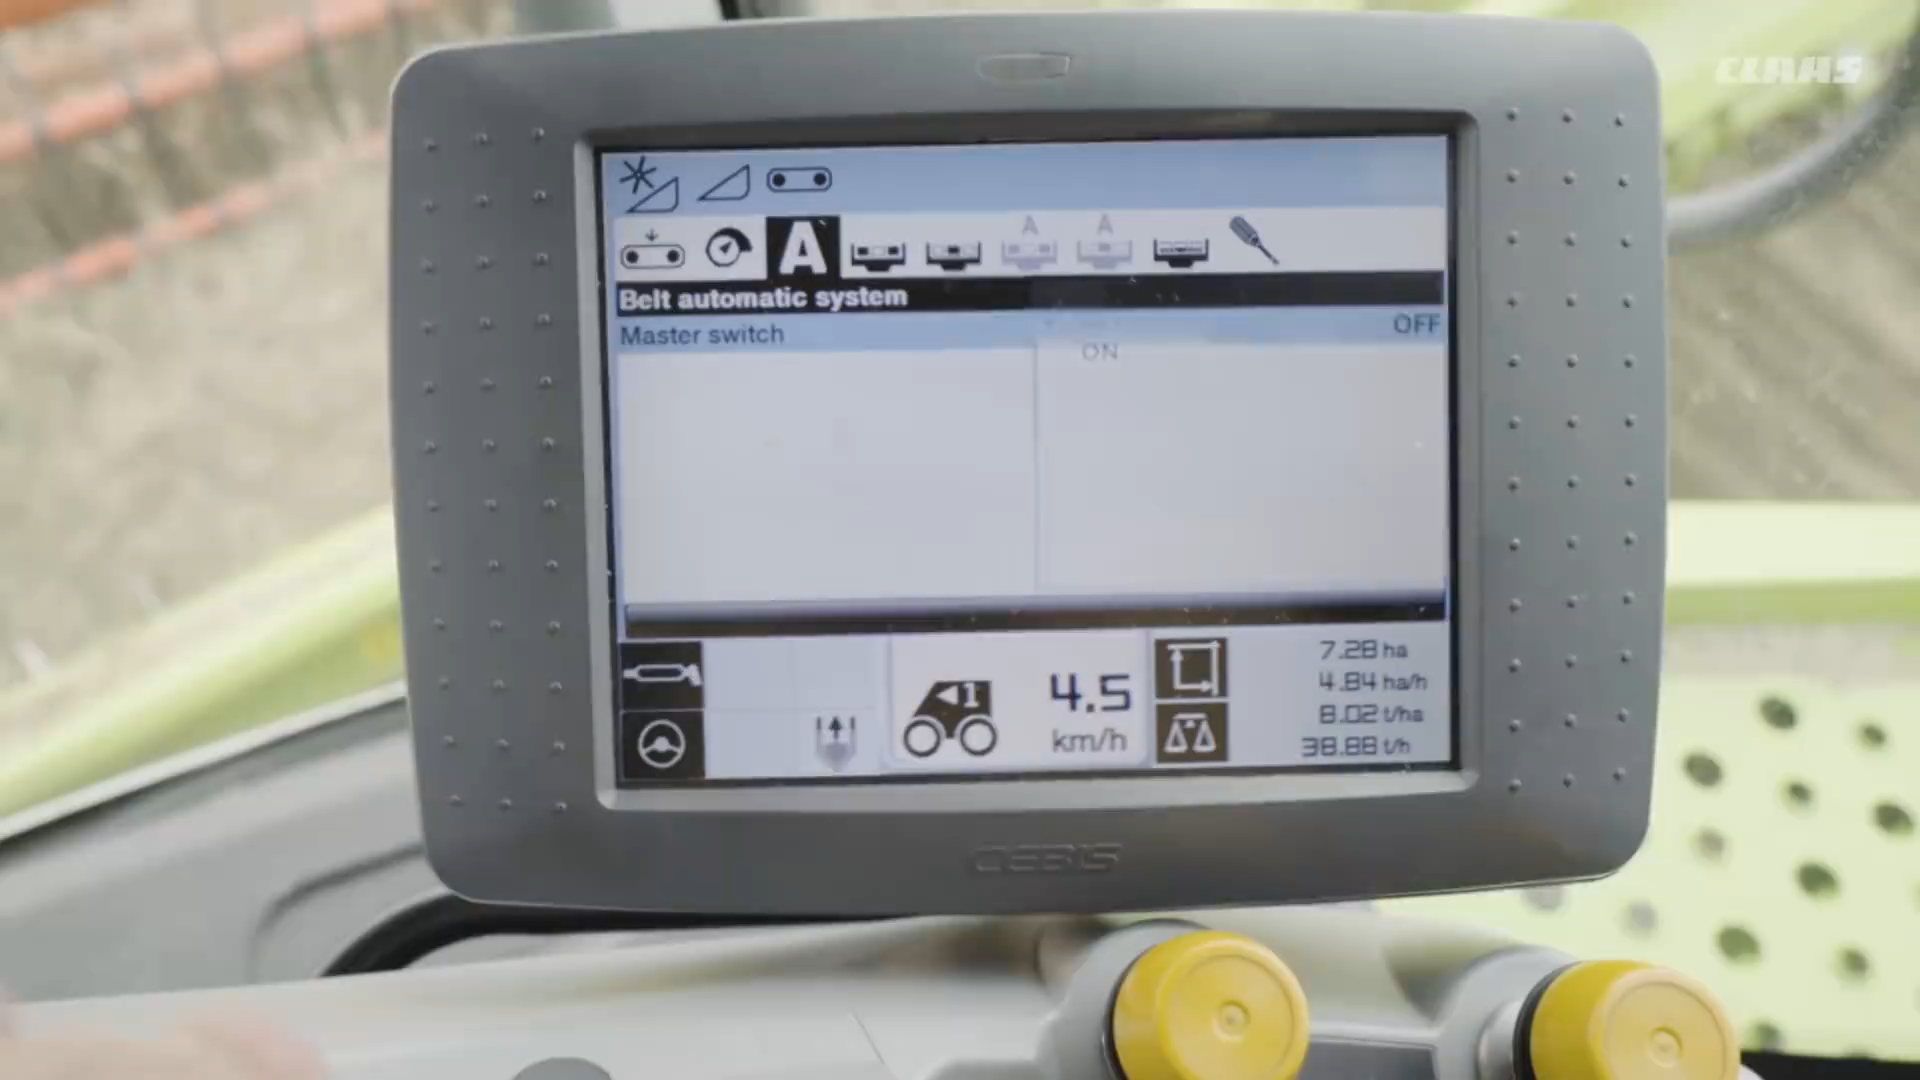 CLAAS
A A
A
Belt automatic system
Master switch OFF
ON
1
4.5
km/h
7.28 ha
4.84 ha/h
8.02 t/ha
38.88 t/h
CEBIS